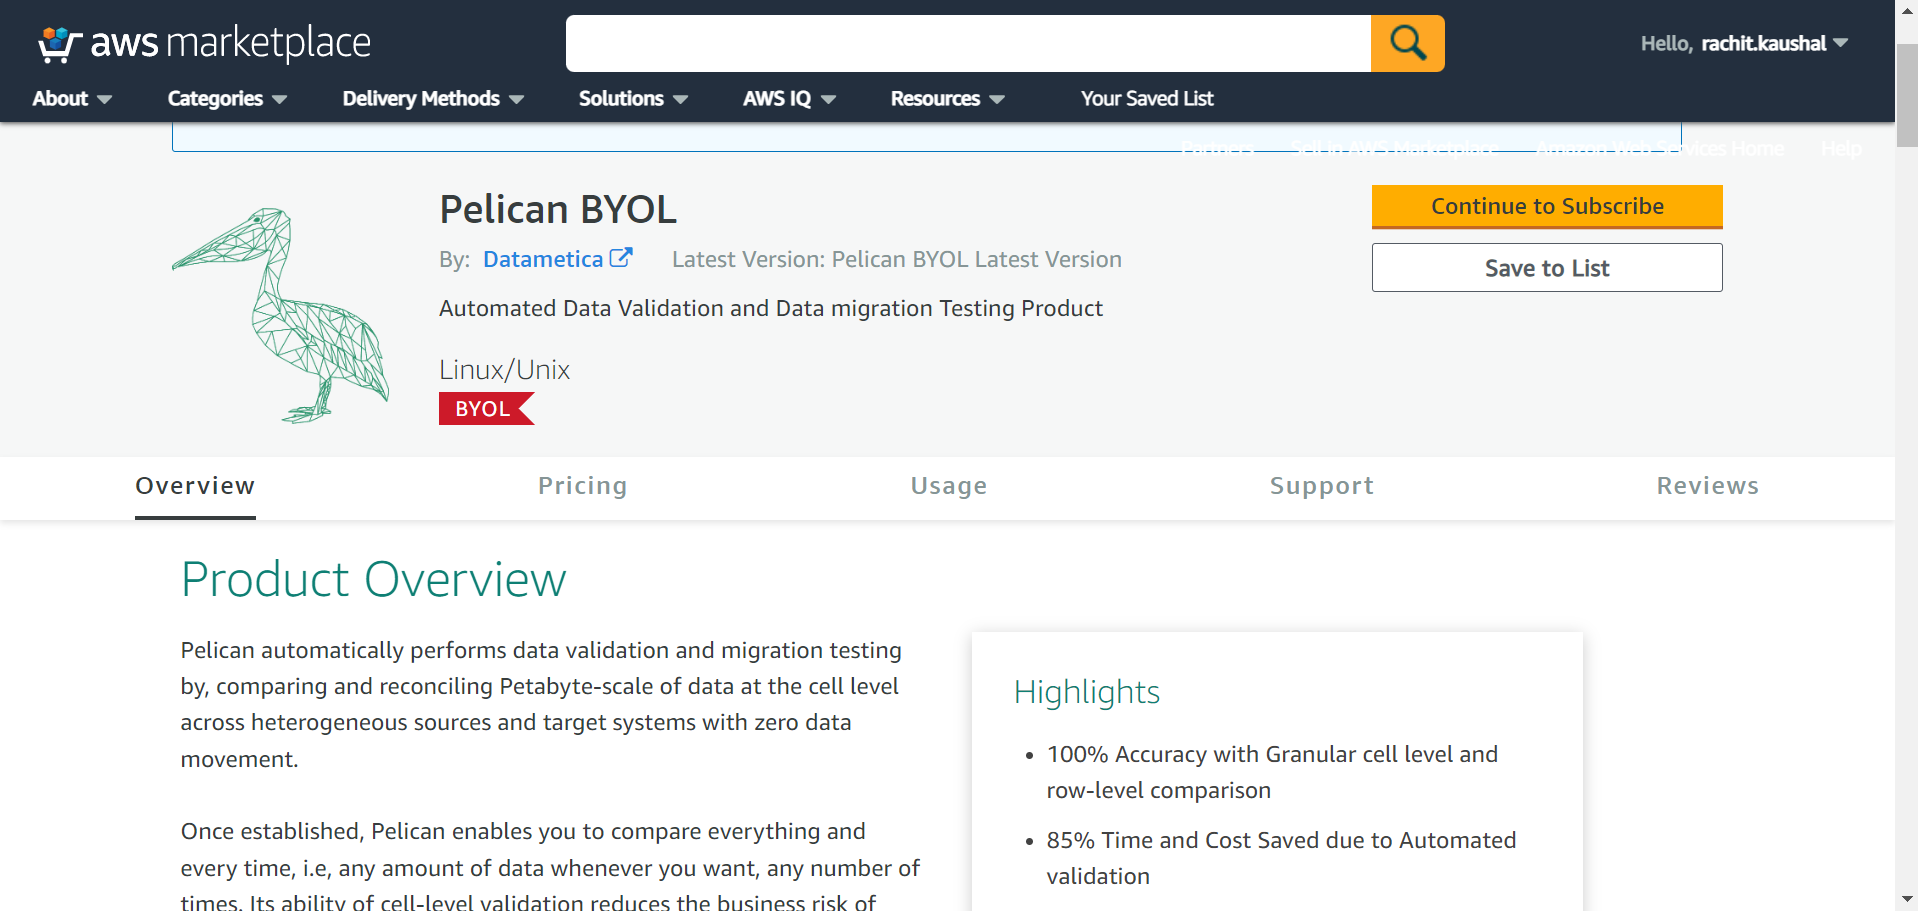 aws marketplace
Hello, rachit.kaushal
About
Categories
Delivery Methods
Solutions
AWS IQ
Resources
Your Saved List
Partners
Sell in AWS Marketplace
Amazon Web Services Home
Help
Pelican BYOL
Continue to Subscribe
By: Datametica
Latest Version: Pelican BYOL Latest Version
Save to List
Automated Data Validation and Data migration Testing Product
Linux/Unix
BYOL
Overview
Pricing
Usage
Support
Reviews
Product Overview
Pelican automatically performs data validation and migration testing
by, comparing and reconciling Petabyte-scale of data at the cell level
across heterogeneous sources and target systems with zero data
movement.
Once established, Pelican enables you to compare everything and
every time, i.e, any amount of data whenever you want, any number of
times. Its ability of cell-level validation reduces the business risk of
Highlights
• 100% Accuracy with Granular cell level and
row-level comparison
• 85% Time and Cost Saved due to Automated
validation